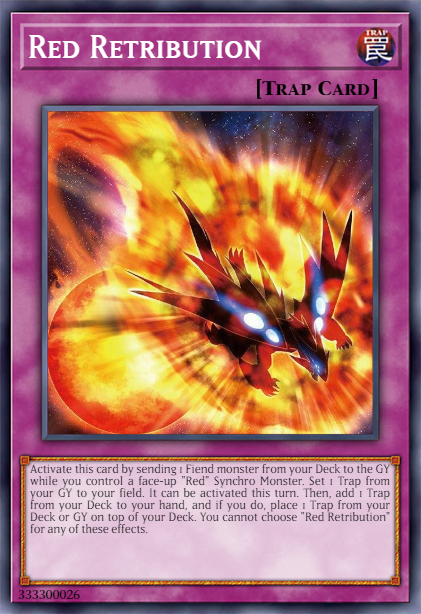 Red Retribution
TRAP
罠
[Trap Card]
Activate this card by sending 1 Fiend monster from your Deck to the GY
while you control a face-up "Red" Synchro Monster. Set 1 Trap from
your GY to your field. It can be activated this turn. Then, add 1 Trap
from your Deck to your hand, and if you do, place 1 Trap from your
Deck or GY on top of your Deck. You cannot choose "Red Retribution"
for any of these effects.
333300026